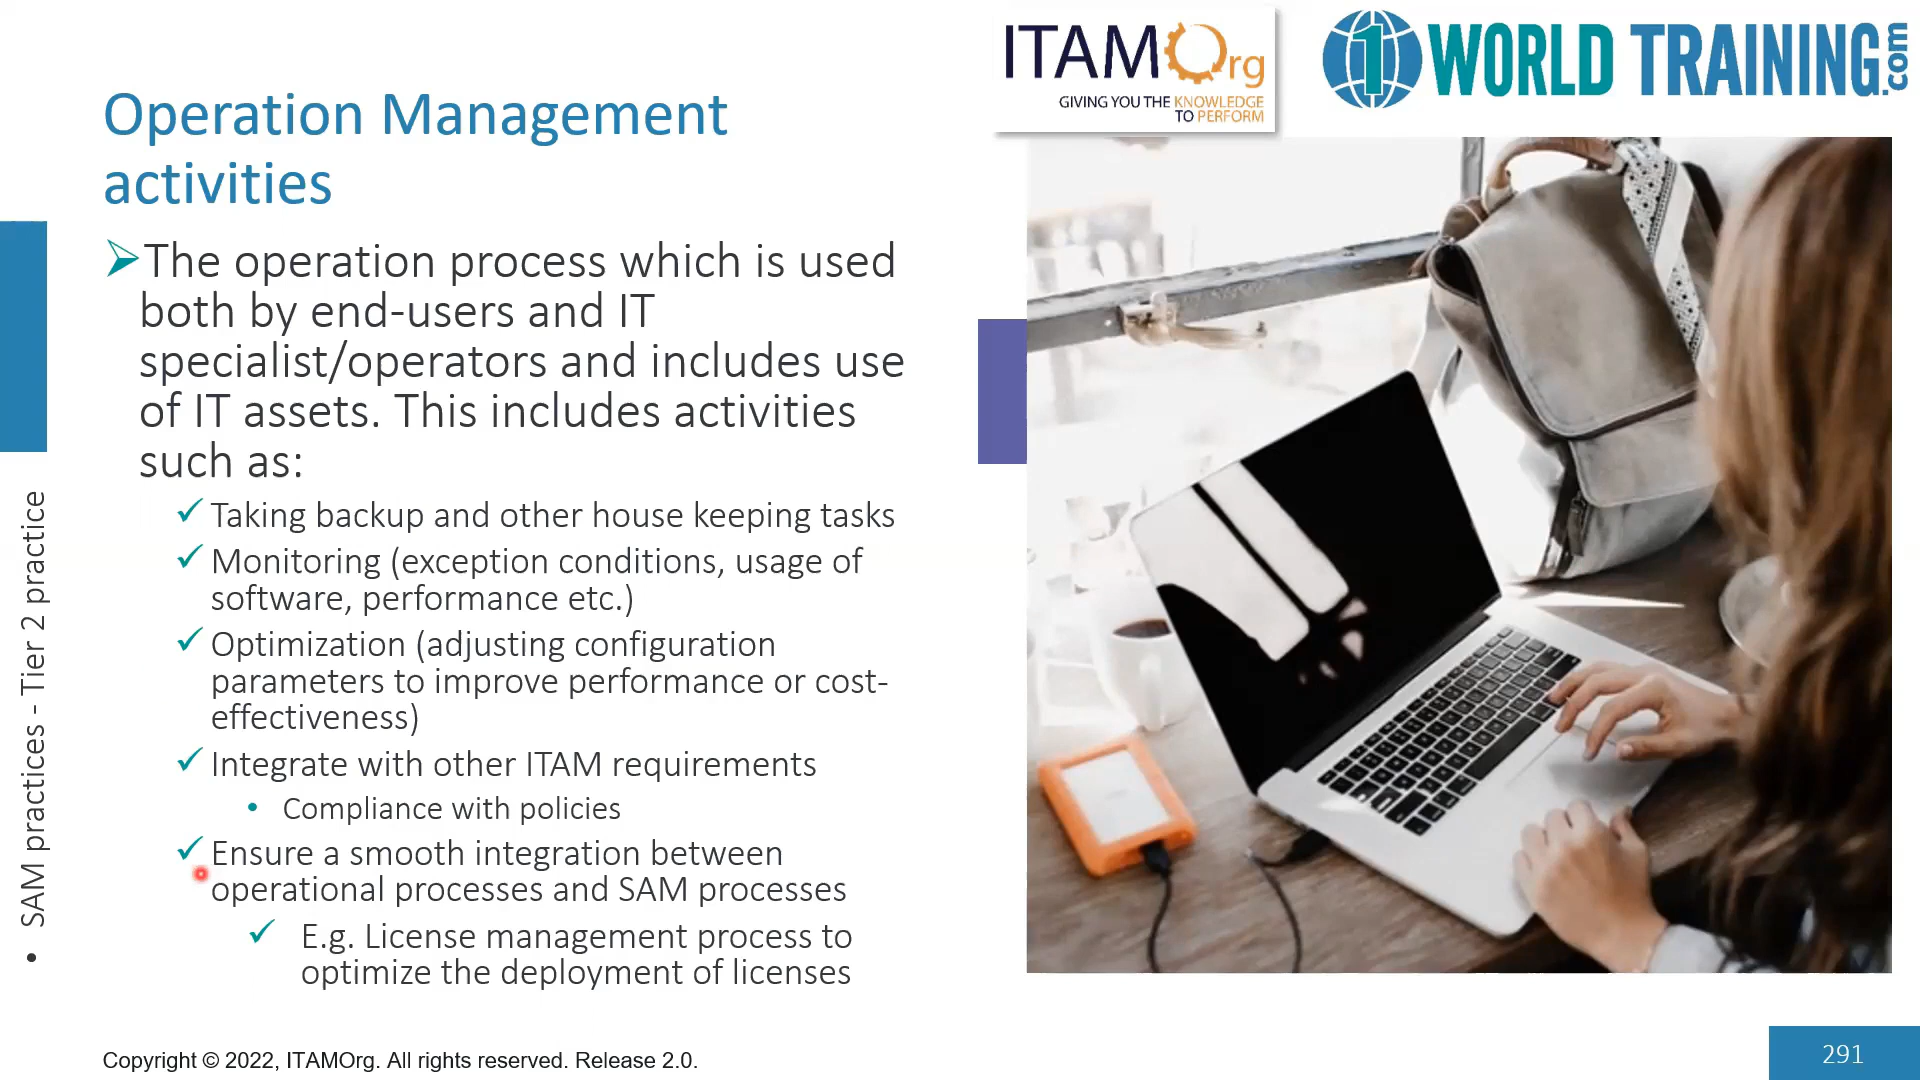 ITAMOrg
GIVING YOU THE KNOWLEDGE
TO PERFORM
1WORLD TRAINING.com
Operation Management
activities
The operation process which is used
both by end-users and IT
specialist/operators and includes use
of IT assets. This includes activities
such as:
Taking backup and other house keeping tasks
Monitoring (exception conditions, usage of
software, performance etc.)
Optimization (adjusting configuration
parameters to improve performance or cost-
effectiveness)
Integrate with other ITAM requirements
• Compliance with policies
Ensure a smooth integration between
operational processes and SAM processes
E.g. License management process to
optimize the deployment of licenses
• SAM practices - Tier 2 practice
Copyright © 2022, ITAMOrg. All rights reserved. Release 2.0.
291